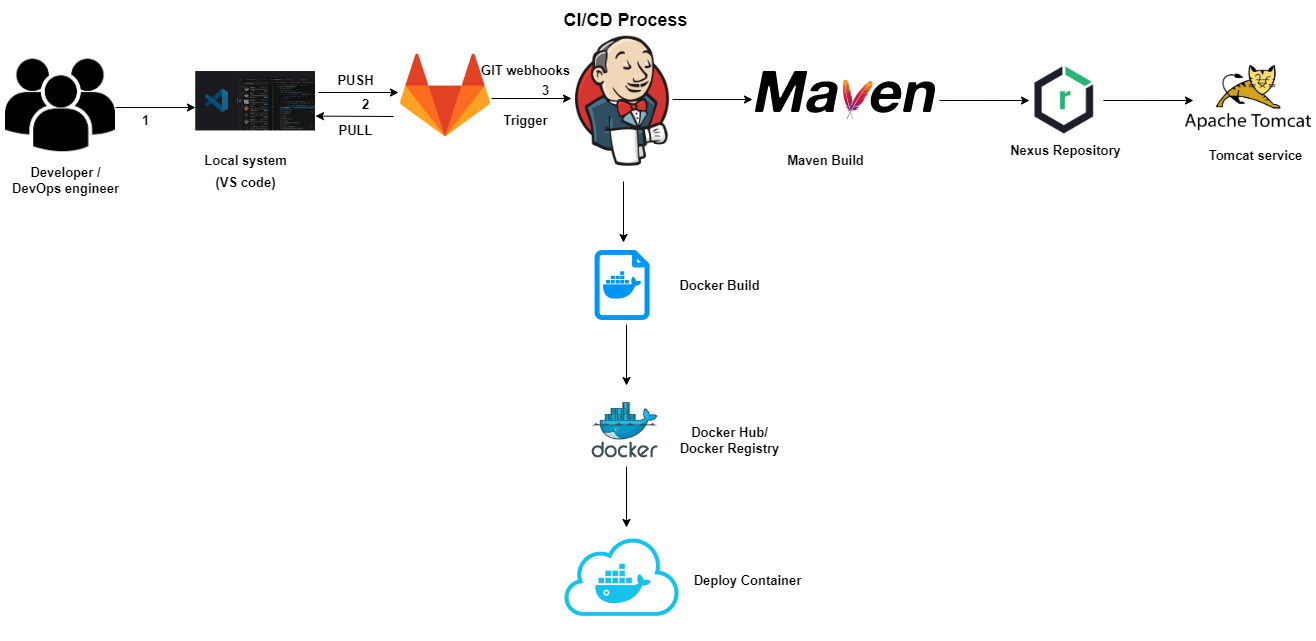 CI/CD Process
Developer /
DevOps engineer
1
Local system
(VS code)
PUSH
2
PULL
GIT webhooks
3
Trigger
Maven
Maven Build
r
Nexus Repository
Apache Tomcat
Tomcat service
Docker Build
docker
Docker Hub/
Docker Registry
Deploy Container